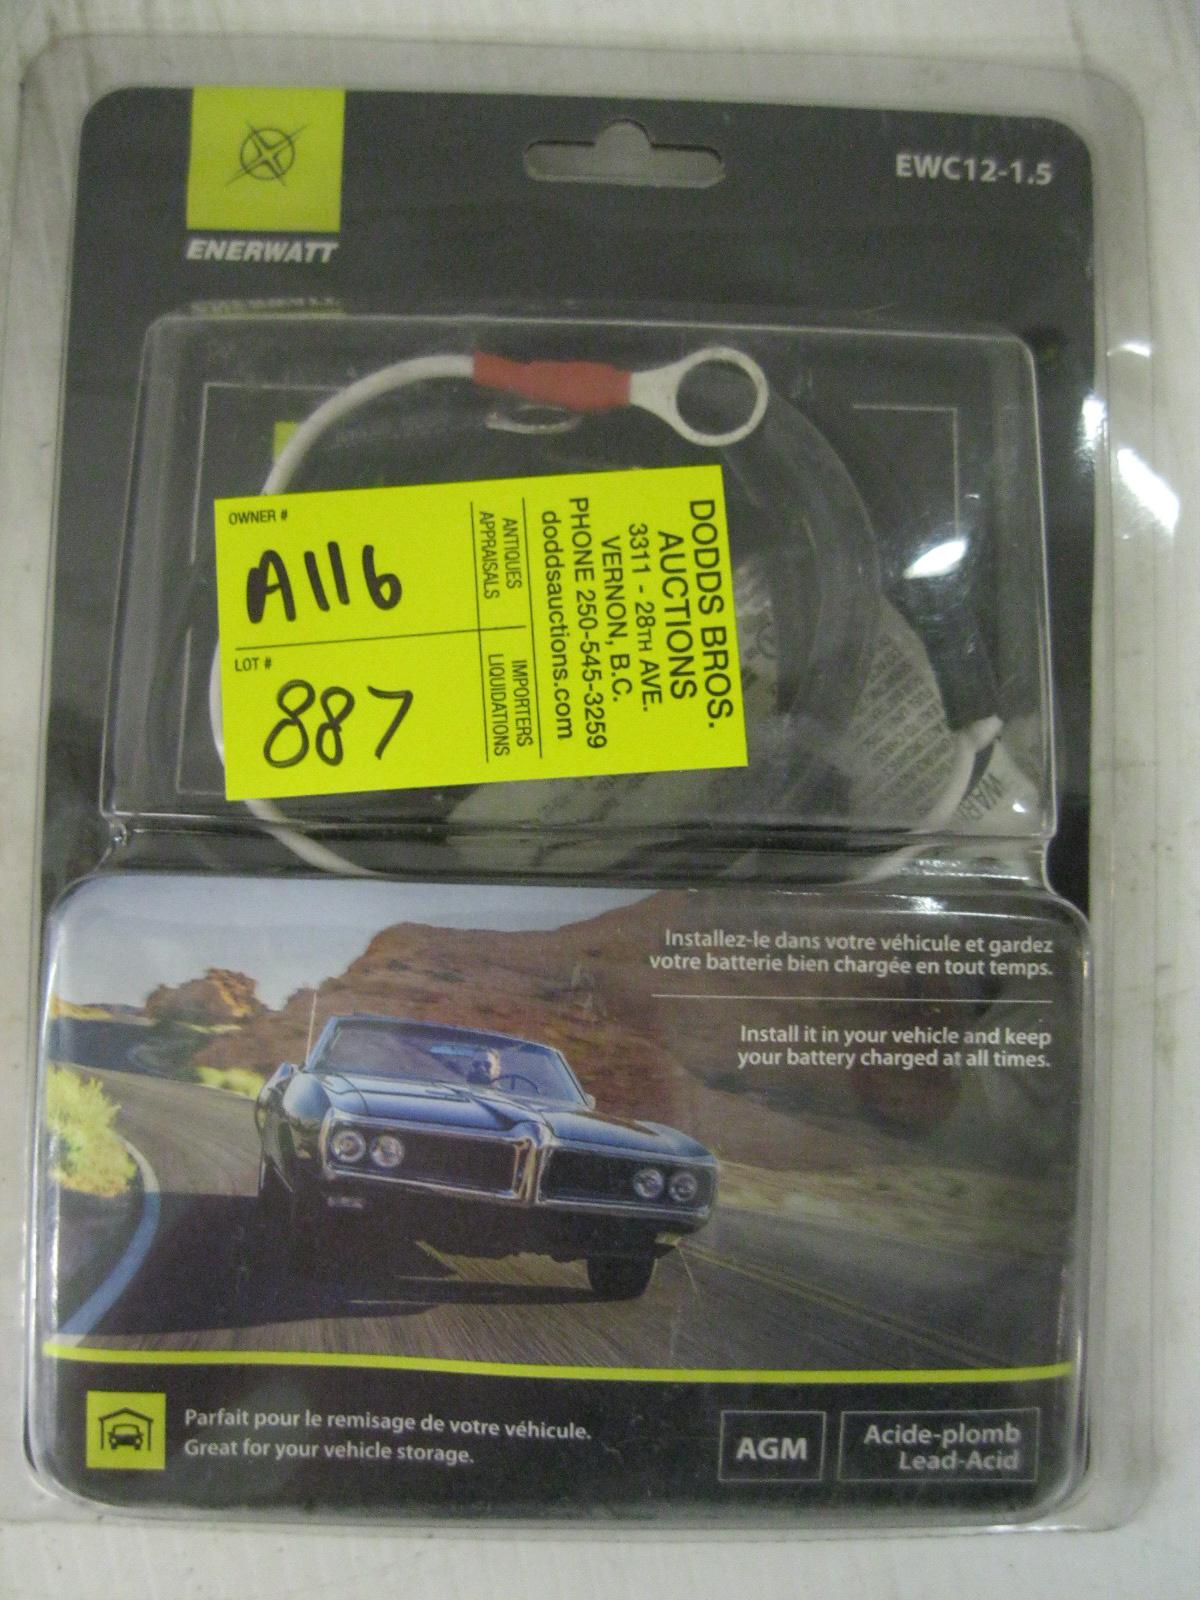 EWC12-1.5
ENERWATT
OWNER #
A116
LOT #
887
ANTIQUES
APPRAISALS
IMPORTERS
LIQUIDATIONS
DODDS BROS.
AUCTIONS
3311 - 28TH AVE.
VERNON, B.C.
PHONE 250-545-3259
doddsauctions.com
Installez-le dans votre véhicule et gardez
votre batterie bien chargée en tout temps.
Install it in your vehicle and keep
your battery charged at all times.
Parfait pour le remisage de votre véhicule.
Great for your vehicle storage.
AGM
Acide-plomb
Lead-Acid